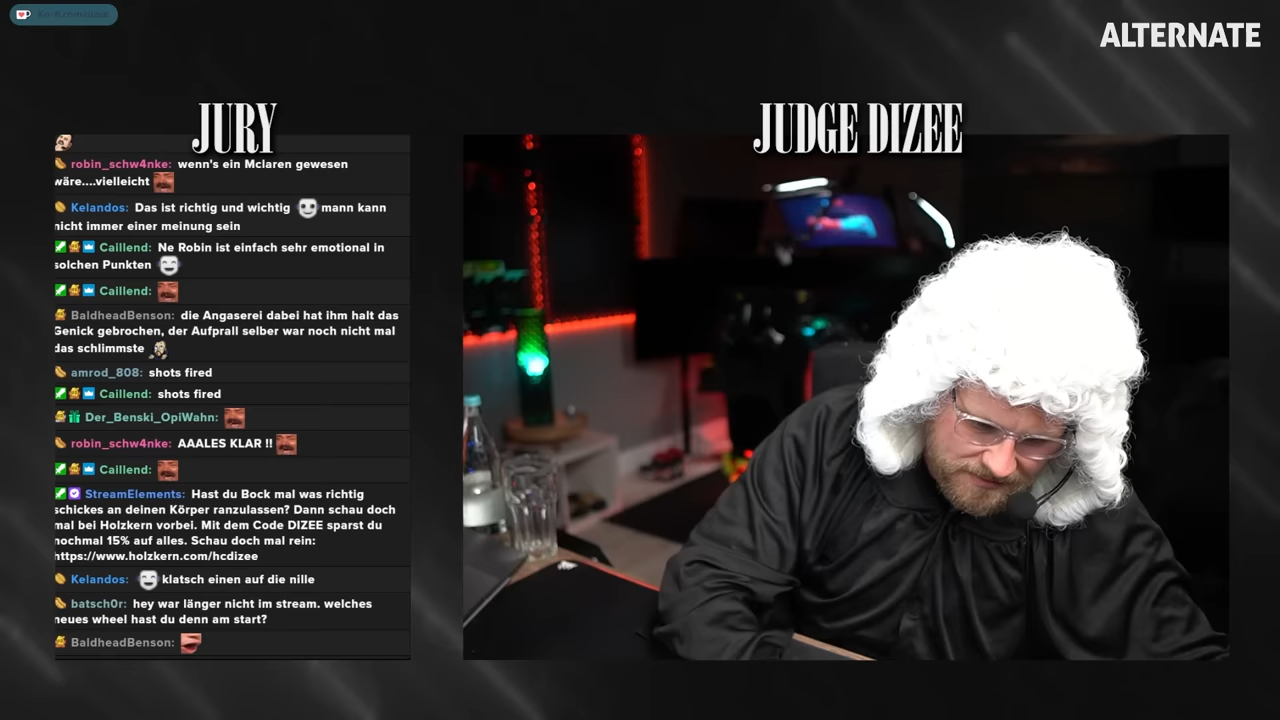 ALTERNATE
JURY
JUDGE DIZEE
robin_schw4nke: wenn's ein Mclaren gewesen
wäre....vielleicht
Kelandos: Das ist richtig und wichtig mann kann
nicht immer einer meinung sein
Caillend: Ne Robin ist einfach sehr emotional in
solchen Punkten
Caillend:
BaldheadBenson: die Angaserei dabei hat ihm halt das
Genick gebrochen, der Aufprall selber war noch nicht mal
das schlimmste
amrod_808: shots fired
Caillend: shots fired
Der_Benski_OpiWahn:
robin_schw4nke: AAALES KLAR !!
Caillend:
StreamElements: Hast du Bock mal was richtig
schickes an deinen Körper ranzulassen? Dann schau doch
mal bei Holzkern vorbei. Mit dem Code DIZEE sparst du
nochmal 15% auf alles. Schau doch mal rein:
https://www.holzkern.com/hcdizee
Kelandos: klatsch einen auf die nille
batsch0r: hey war länger nicht im stream. welches
neues wheel hast du denn am start?
BaldheadBenson: